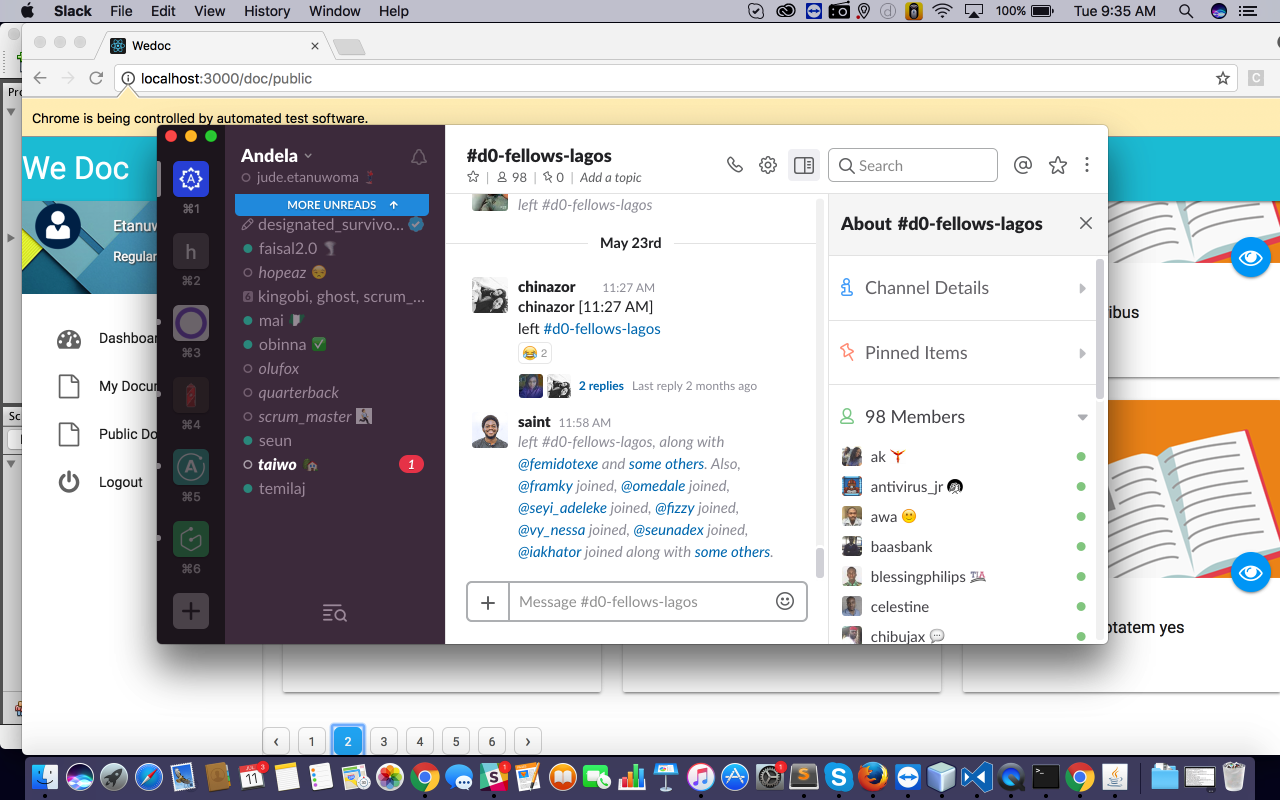 Slack File Edit View History Window Help 100% Tue 9:35 AM
Wedoc
localhost:3000/doc/public
Chrome is being controlled by automated test software.
We Doc
Etanuw
Regular
Dashboar
My Docum
Public Do
Logout
⌘1
h
⌘2
⌘3
⌘4
⌘5
⌘6
Andela
jude.etanuwoma
MORE UNREADS ↑
designated_survivo...
faisal2.0
hopeaz
kingobi, ghost, scrum_...
mai
obinna
olufox
quarterback
scrum_master
seun
taiwo 1
temilaj
#d0-fellows-lagos
98 | 0 | Add a topic
Search
left #d0-fellows-lagos
May 23rd
chinazor 11:27 AM
chinazor [11:27 AM]
left #d0-fellows-lagos
2
2 replies Last reply 2 months ago
saint 11:58 AM
left #d0-fellows-lagos, along with
@femidotexe and some others. Also,
@framky joined, @omedale joined,
@seyi_adeleke joined, @fizzy joined,
@vy_nessa joined, @seunadex joined,
@iakhator joined along with some others.
Message #d0-fellows-lagos
About #d0-fellows-lagos
Channel Details
Pinned Items
98 Members
ak
antivirus_jr
awa
baasbank
blessingphilips
celestine
chibujax
ibus
ptatem yes
‹ 1 2 3 4 5 6 ›